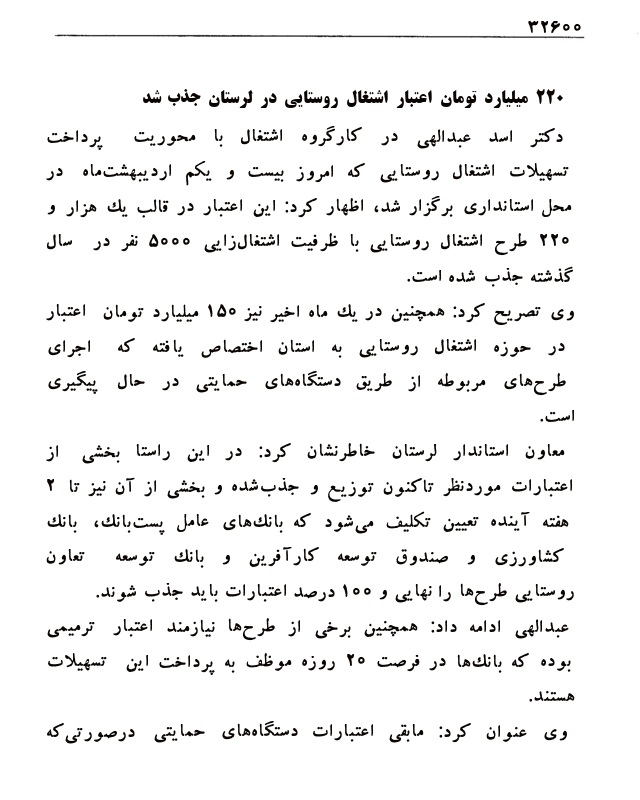 ۳۲۶۰۰
۲۲۰ میلیارد تومان اعتبار اشتغال روستایی در لرستان جذب شد
دکتر اسد عبدالهی در کارگروه اشتغال با محوریت پرداخت
تسهیلات اشتغال روستایی که امروز بیست و یکم اردیبهشت‌ماه در
محل استانداری برگزار شد، اظهار کرد: این اعتبار در قالب یك هزار و
۲۲۰ طرح اشتغال روستایی با ظرفیت اشتغال‌زایی ۵۰۰۰ نفر در سال
گذشته جذب شده است.
وی تصریح کرد: همچنین در یك ماه اخیر نیز ۱۵۰ میلیارد تومان اعتبار
در حوزه اشتغال روستایی به استان اختصاص یافته که اجرای
طرح‌های مربوطه از طریق دستگاه‌های حمایتی در حال پیگیری
است.
معاون استاندار لرستان خاطرنشان کرد: در این راستا بخشی از
اعتبارات موردنظر تاکنون توزیع و جذب‌شده و بخشی از آن نیز تا ۲
هفته آینده تعیین تکلیف می‌شود که بانك‌های عامل پست‌بانك، بانك
کشاورزی و صندوق توسعه کارآفرین و بانك توسعه تعاون
روستایی طرح‌ها را نهایی و ۱۰۰ درصد اعتبارات باید جذب شوند.
عبدالهی ادامه داد: همچنین برخی از طرح‌ها نیازمند اعتبار ترمیمی
بوده که بانك‌ها در فرصت ۲۰ روزه موظف به پرداخت این تسهیلات
هستند.
وی عنوان کرد: مابقی اعتبارات دستگاه‌های حمایتی درصورتی‌که